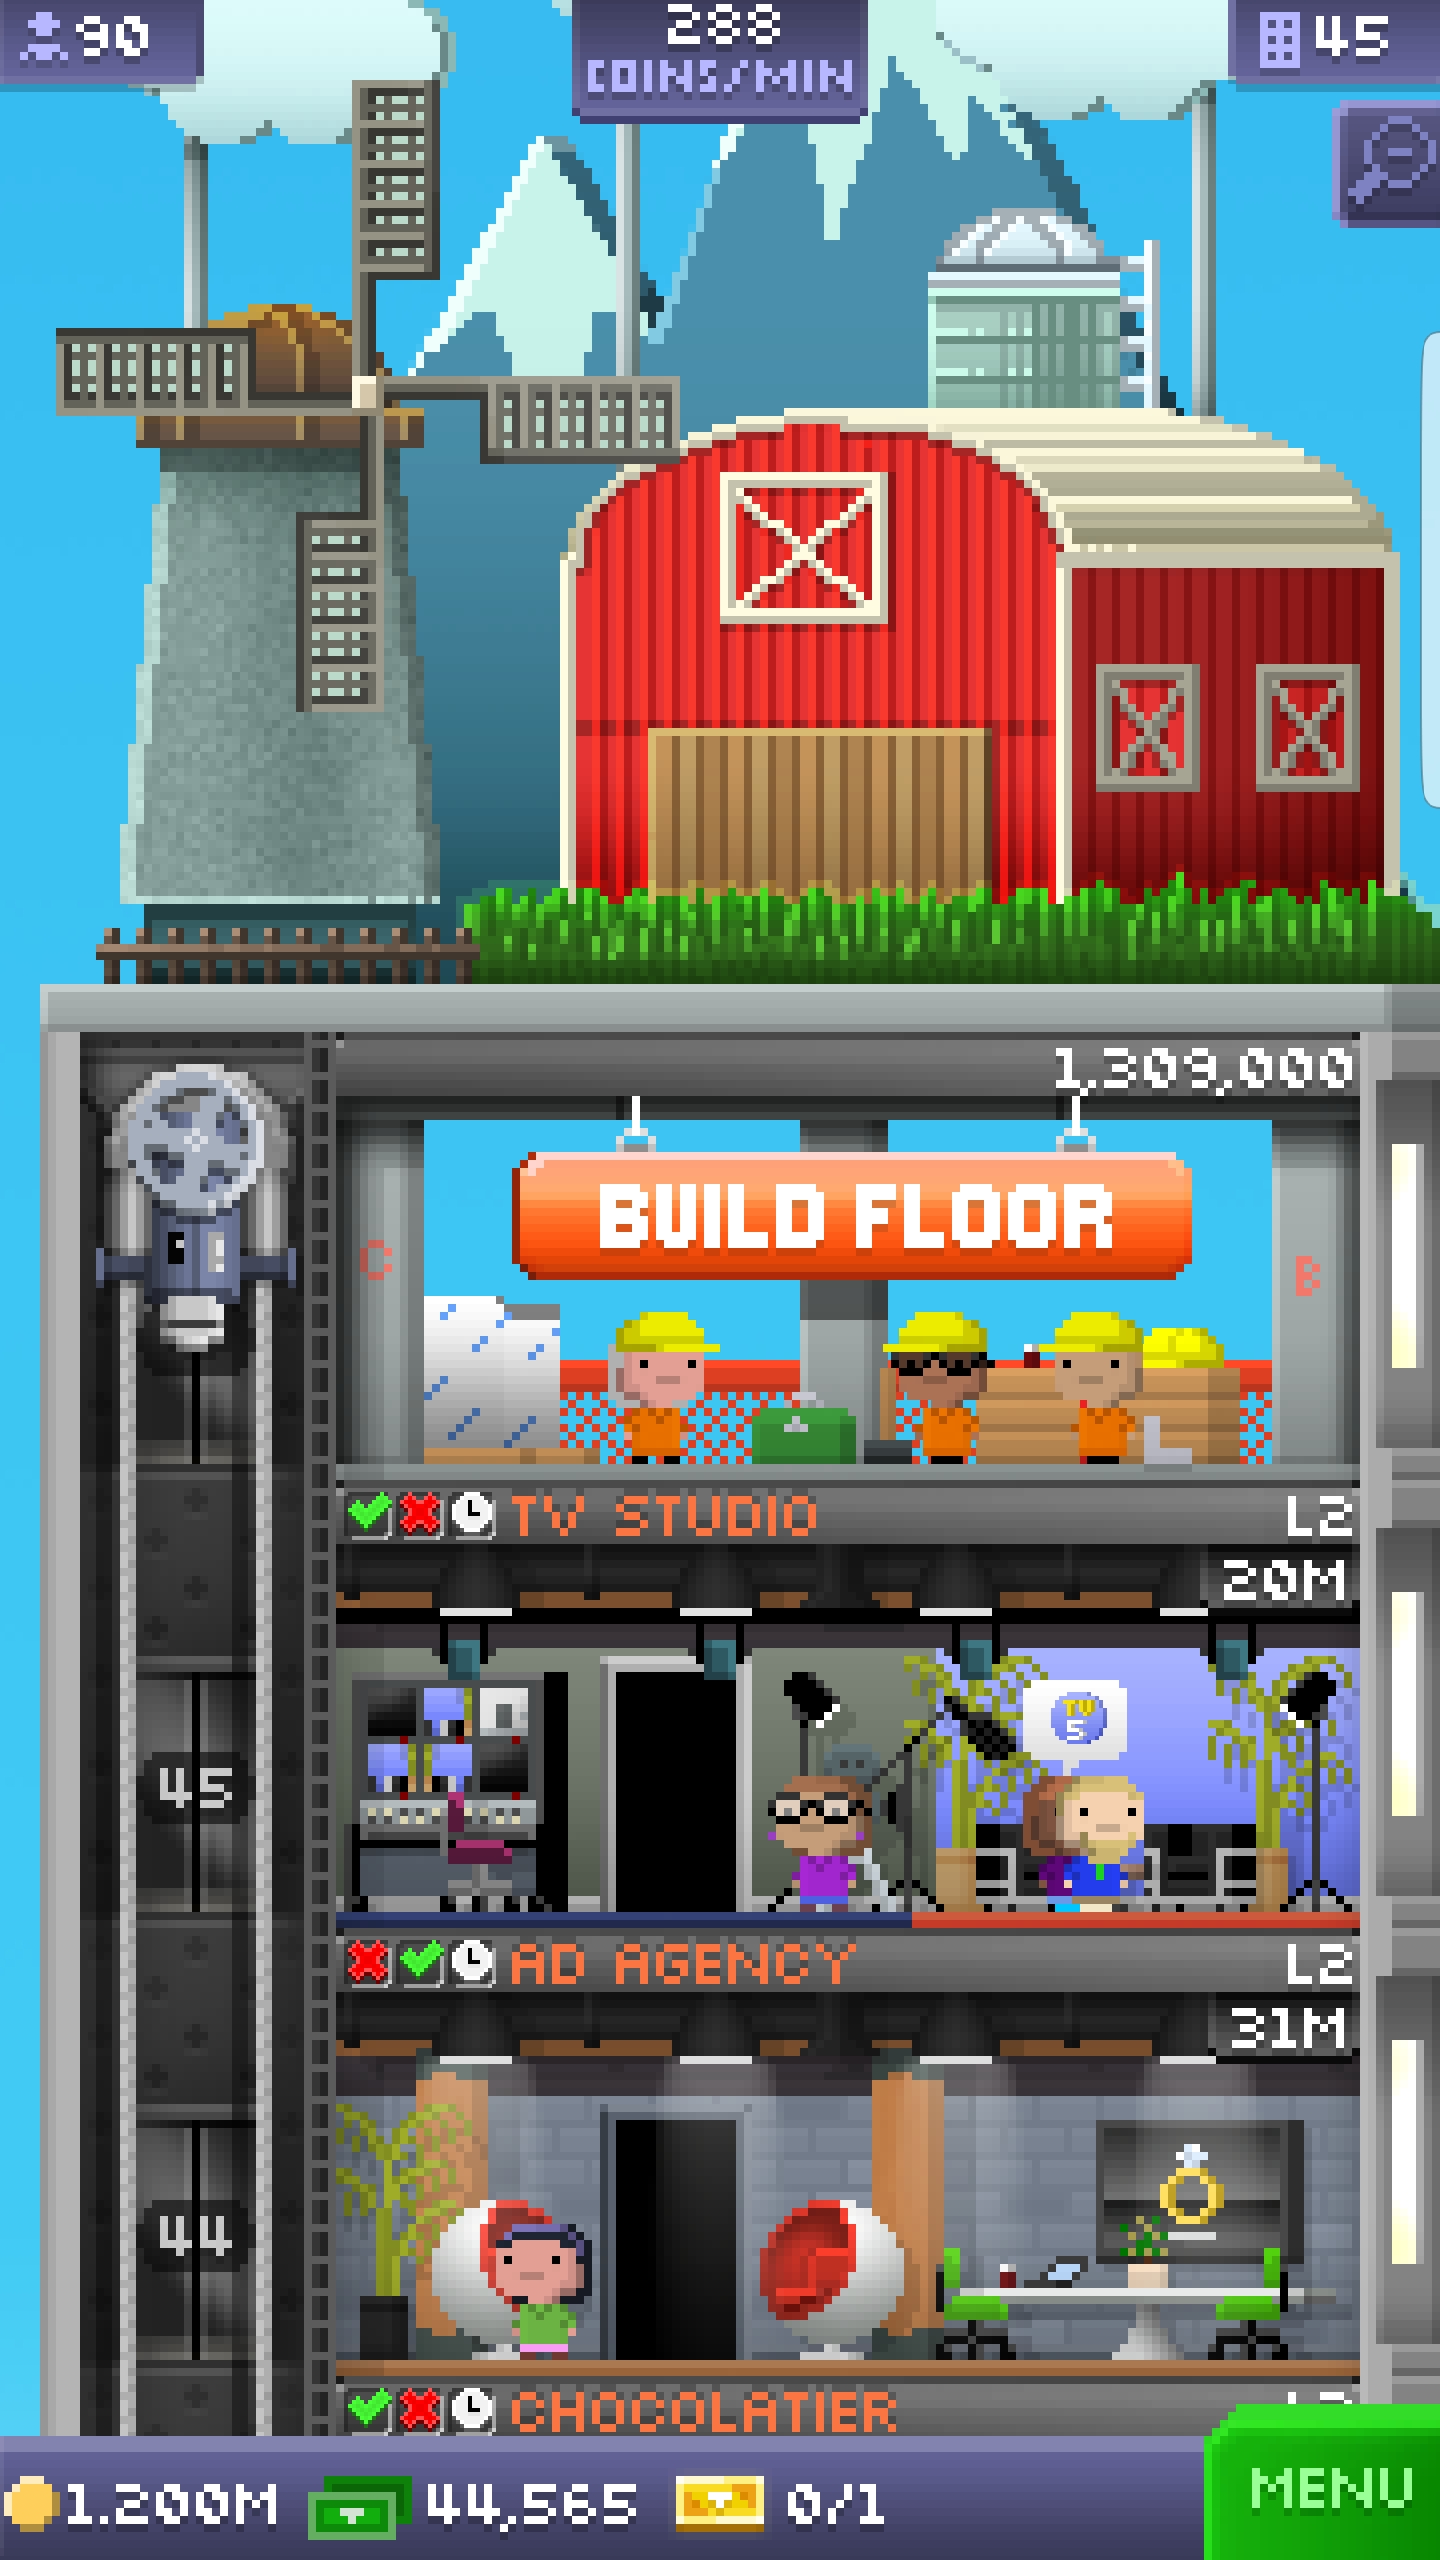 90
288
COINS/MIN
45
1,309,000
C
BUILD FLOOR
B
TV STUDIO L2
20M
TV
5
45
AD AGENCY L2
31M
44
CHOCOLATIER
1.200M 44,565 0/1
MENU